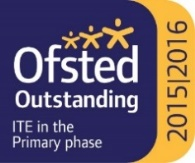 Ofsted
Outstanding
ITE in the
Primary phase
2015|2016